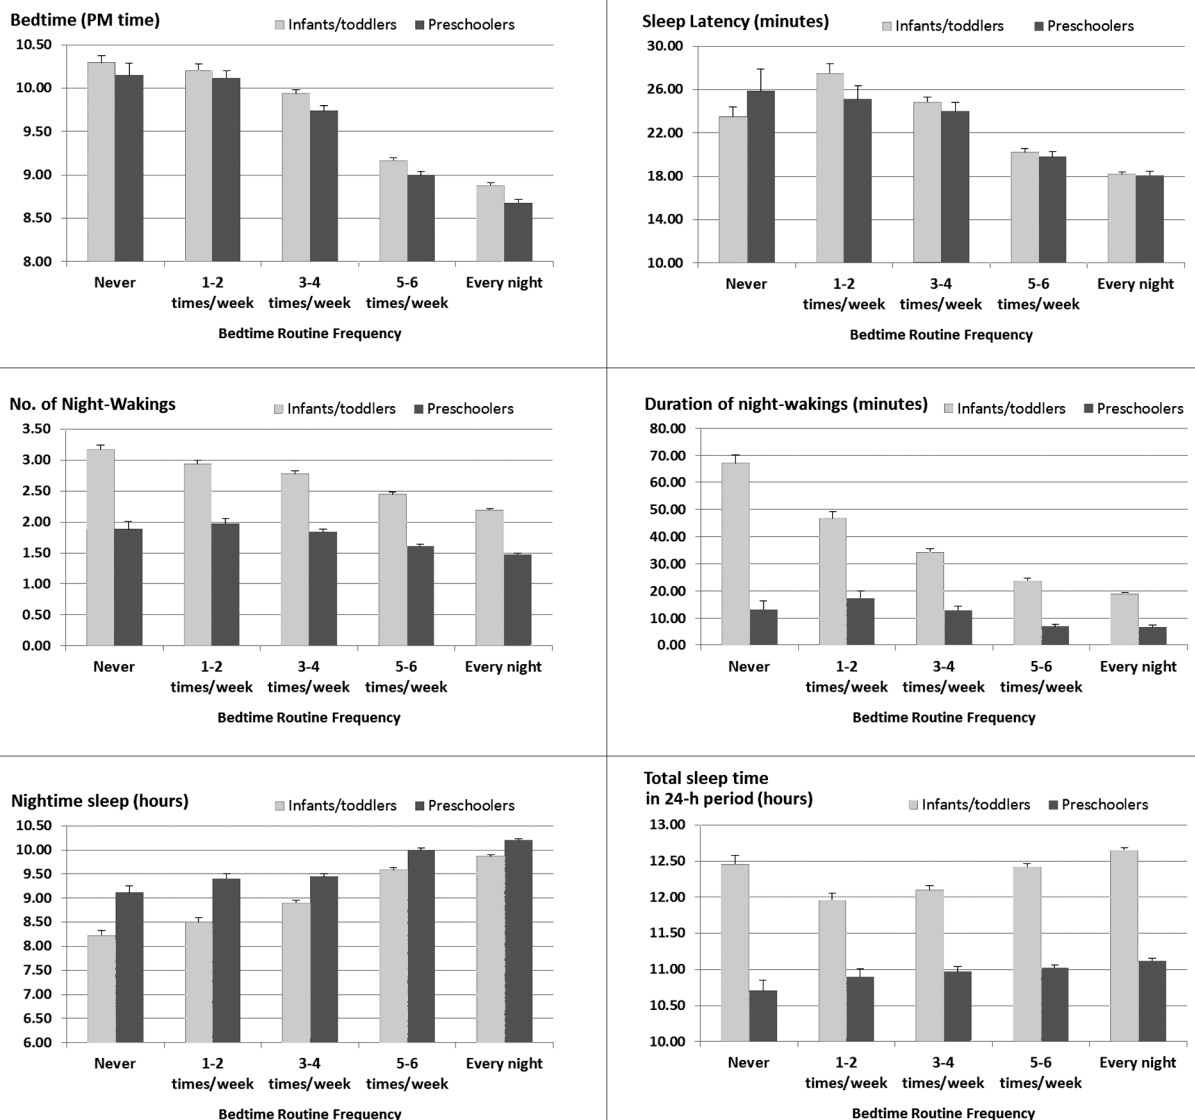 Bedtime (PM time)
Infants/toddlers Preschoolers
10.50
10.00
9.50
9.00
8.50
8.00
Never 1-2 3-4 5-6 Every night
times/week times/week times/week
Bedtime Routine Frequency
Sleep Latency (minutes)
Infants/toddlers Preschoolers
30.00
26.00
22.00
18.00
14.00
10.00
Never 1-2 3-4 5-6 Every night
times/week times/week times/week
Bedtime Routine Frequency
No. of Night-Wakings
Infants/toddlers Preschoolers
3.50
3.00
2.50
2.00
1.50
1.00
0.50
0.00
Never 1-2 3-4 5-6 Every night
times/week times/week times/week
Bedtime Routine Frequency
Duration of night-wakings (minutes)
Infants/toddlers Preschoolers
80.00
70.00
60.00
50.00
40.00
30.00
20.00
10.00
0.00
Never 1-2 3-4 5-6 Every night
times/week times/week times/week
Bedtime Routine Frequency
Nightime sleep (hours)
Infants/toddlers Preschoolers
10.50
10.00
9.50
9.00
8.50
8.00
7.50
7.00
6.50
6.00
Never 1-2 3-4 5-6 Every night
times/week times/week times/week
Bedtime Routine Frequency
Total sleep time
in 24-h period (hours)
Infants/toddlers Preschoolers
13.00
12.50
12.00
11.50
11.00
10.50
10.00
Never 1-2 3-4 5-6 Every night
times/week times/week times/week
Bedtime Routine Frequency